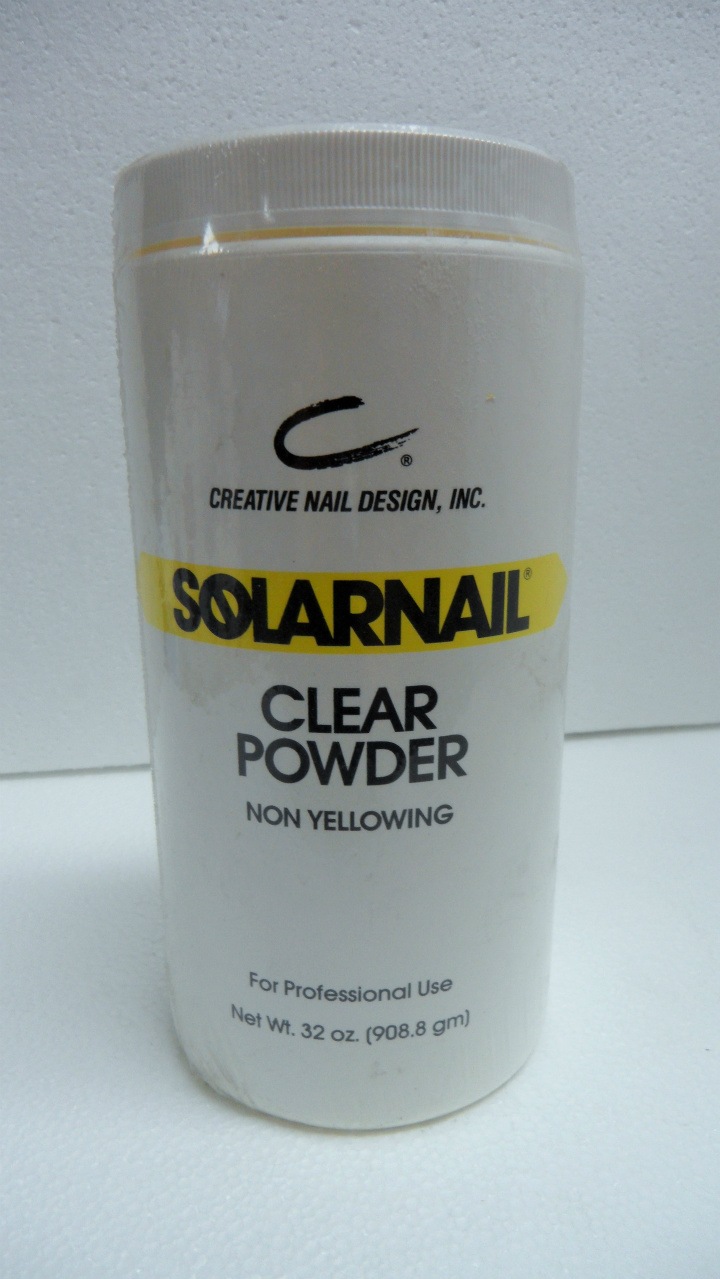 C®
CREATIVE NAIL DESIGN, INC.
SOLARNAIL®
CLEAR
POWDER
NON YELLOWING
For Professional Use
Net Wt. 32 oz. (908.8 gm)